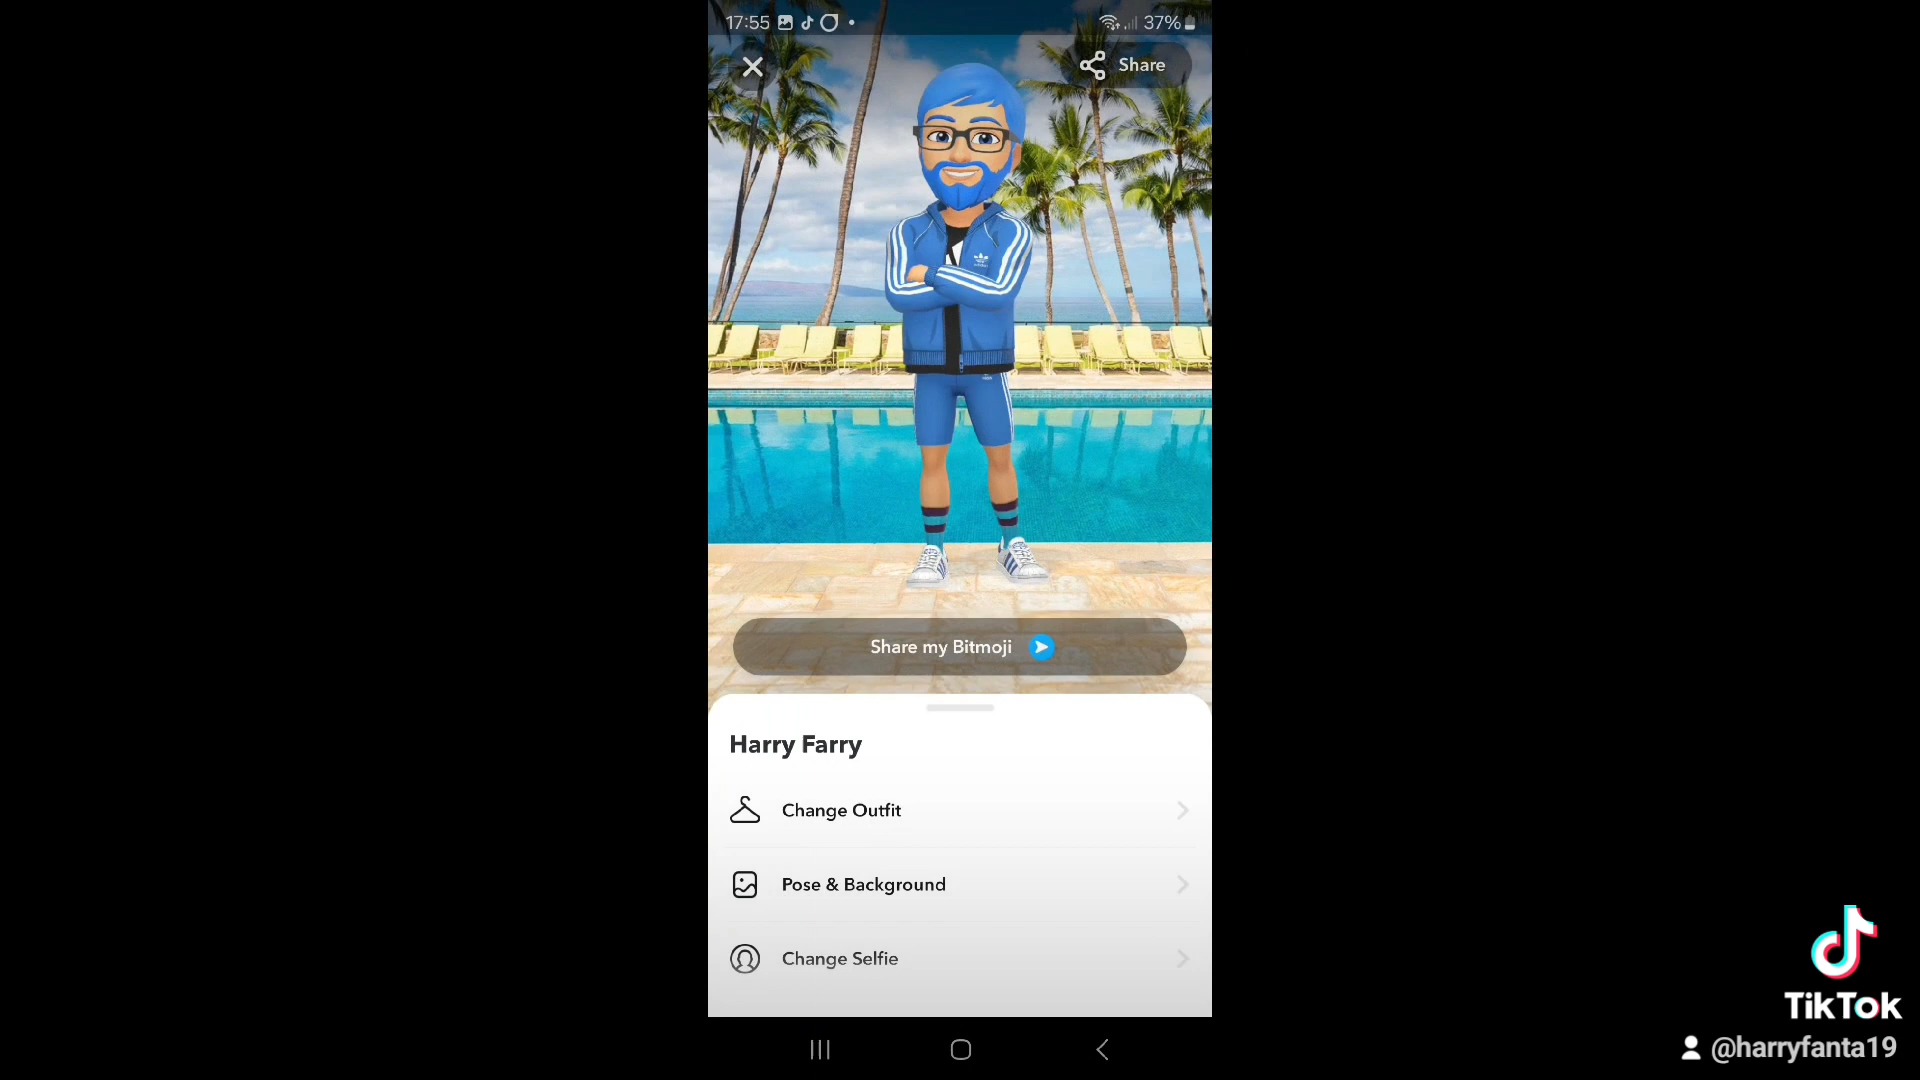 17:55
37%
Share
Share my Bitmoji
Harry Farry
Change Outfit
Pose & Background
Change Selfie
TikTok
@harryfanta19